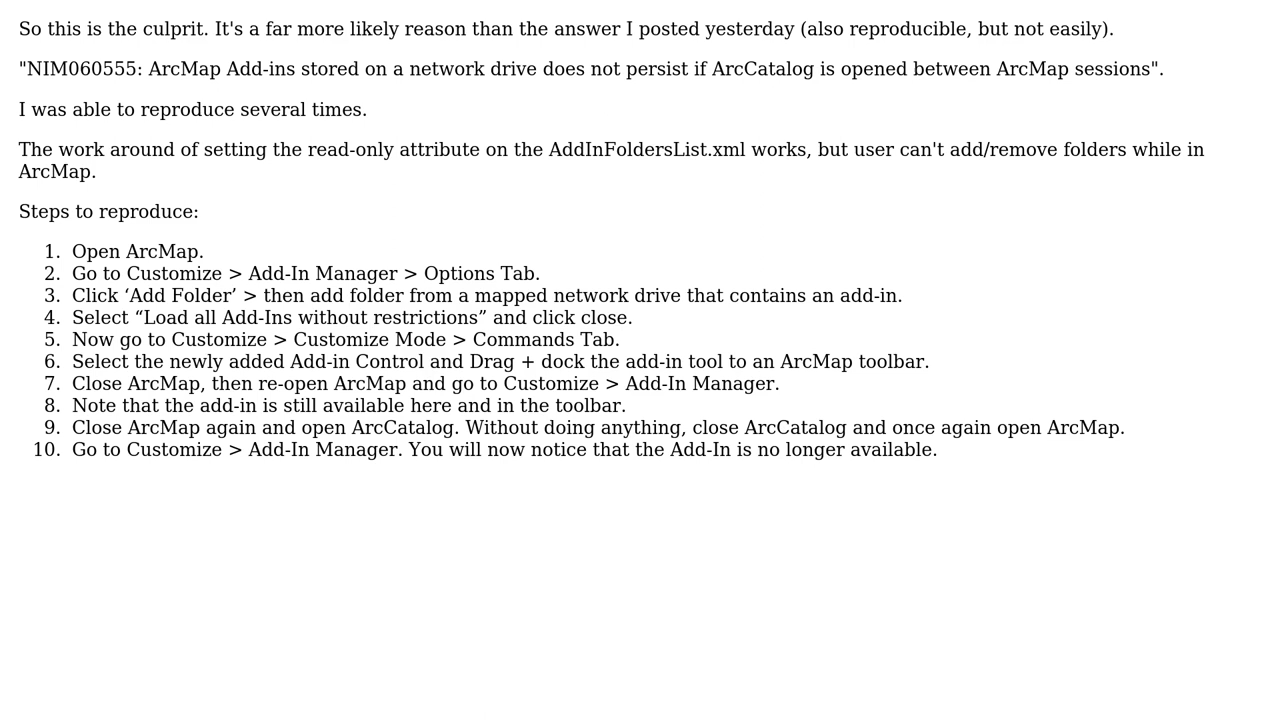 So this is the culprit. It's a far more likely reason than the answer I posted yesterday (also reproducible, but not easily).
"NIM060555: ArcMap Add-ins stored on a network drive does not persist if ArcCatalog is opened between ArcMap sessions".
I was able to reproduce several times.
The work around of setting the read-only attribute on the AddInFoldersList.xml works, but user can't add/remove folders while in
ArcMap.
Steps to reproduce:
1. Open ArcMap.
2. Go to Customize > Add-In Manager > Options Tab.
3. Click ‘Add Folder’ > then add folder from a mapped network drive that contains an add-in.
4. Select “Load all Add-Ins without restrictions” and click close.
5. Now go to Customize > Customize Mode > Commands Tab.
6. Select the newly added Add-in Control and Drag + dock the add-in tool to an ArcMap toolbar.
7. Close ArcMap, then re-open ArcMap and go to Customize > Add-In Manager.
8. Note that the add-in is still available here and in the toolbar.
9. Close ArcMap again and open ArcCatalog. Without doing anything, close ArcCatalog and once again open ArcMap.
10. Go to Customize > Add-In Manager. You will now notice that the Add-In is no longer available.